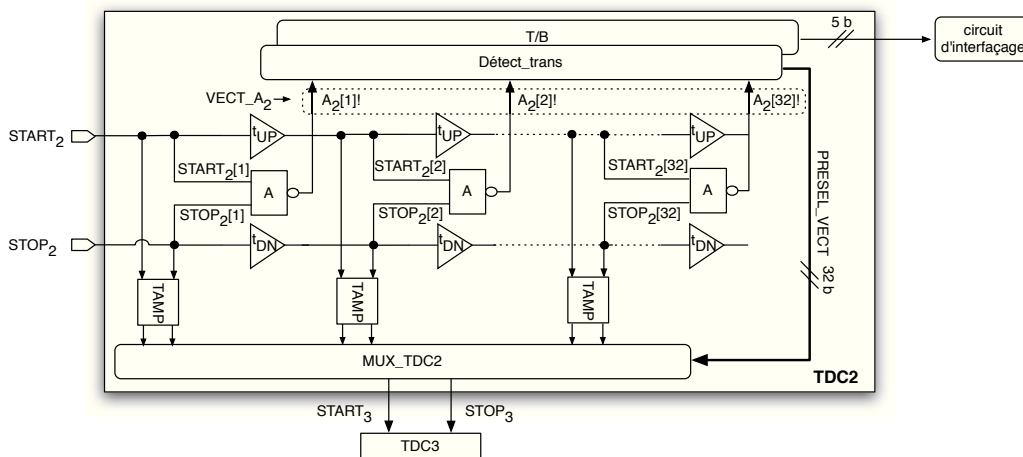 T/B
5 b
circuit
d'interfaçage
Détect_trans
VECT_A2
A2[1]!
A2[2]!
A2[32]!
START2
tUP
tUP
tUP
START2[1]
START2[2]
START2[32]
A
A
A
STOP2[1]
STOP2[2]
STOP2[32]
PRESEL_VECT 32 b
STOP2
tDN
tDN
tDN
TAMP
TAMP
TAMP
MUX_TDC2
TDC2
START3
STOP3
TDC3